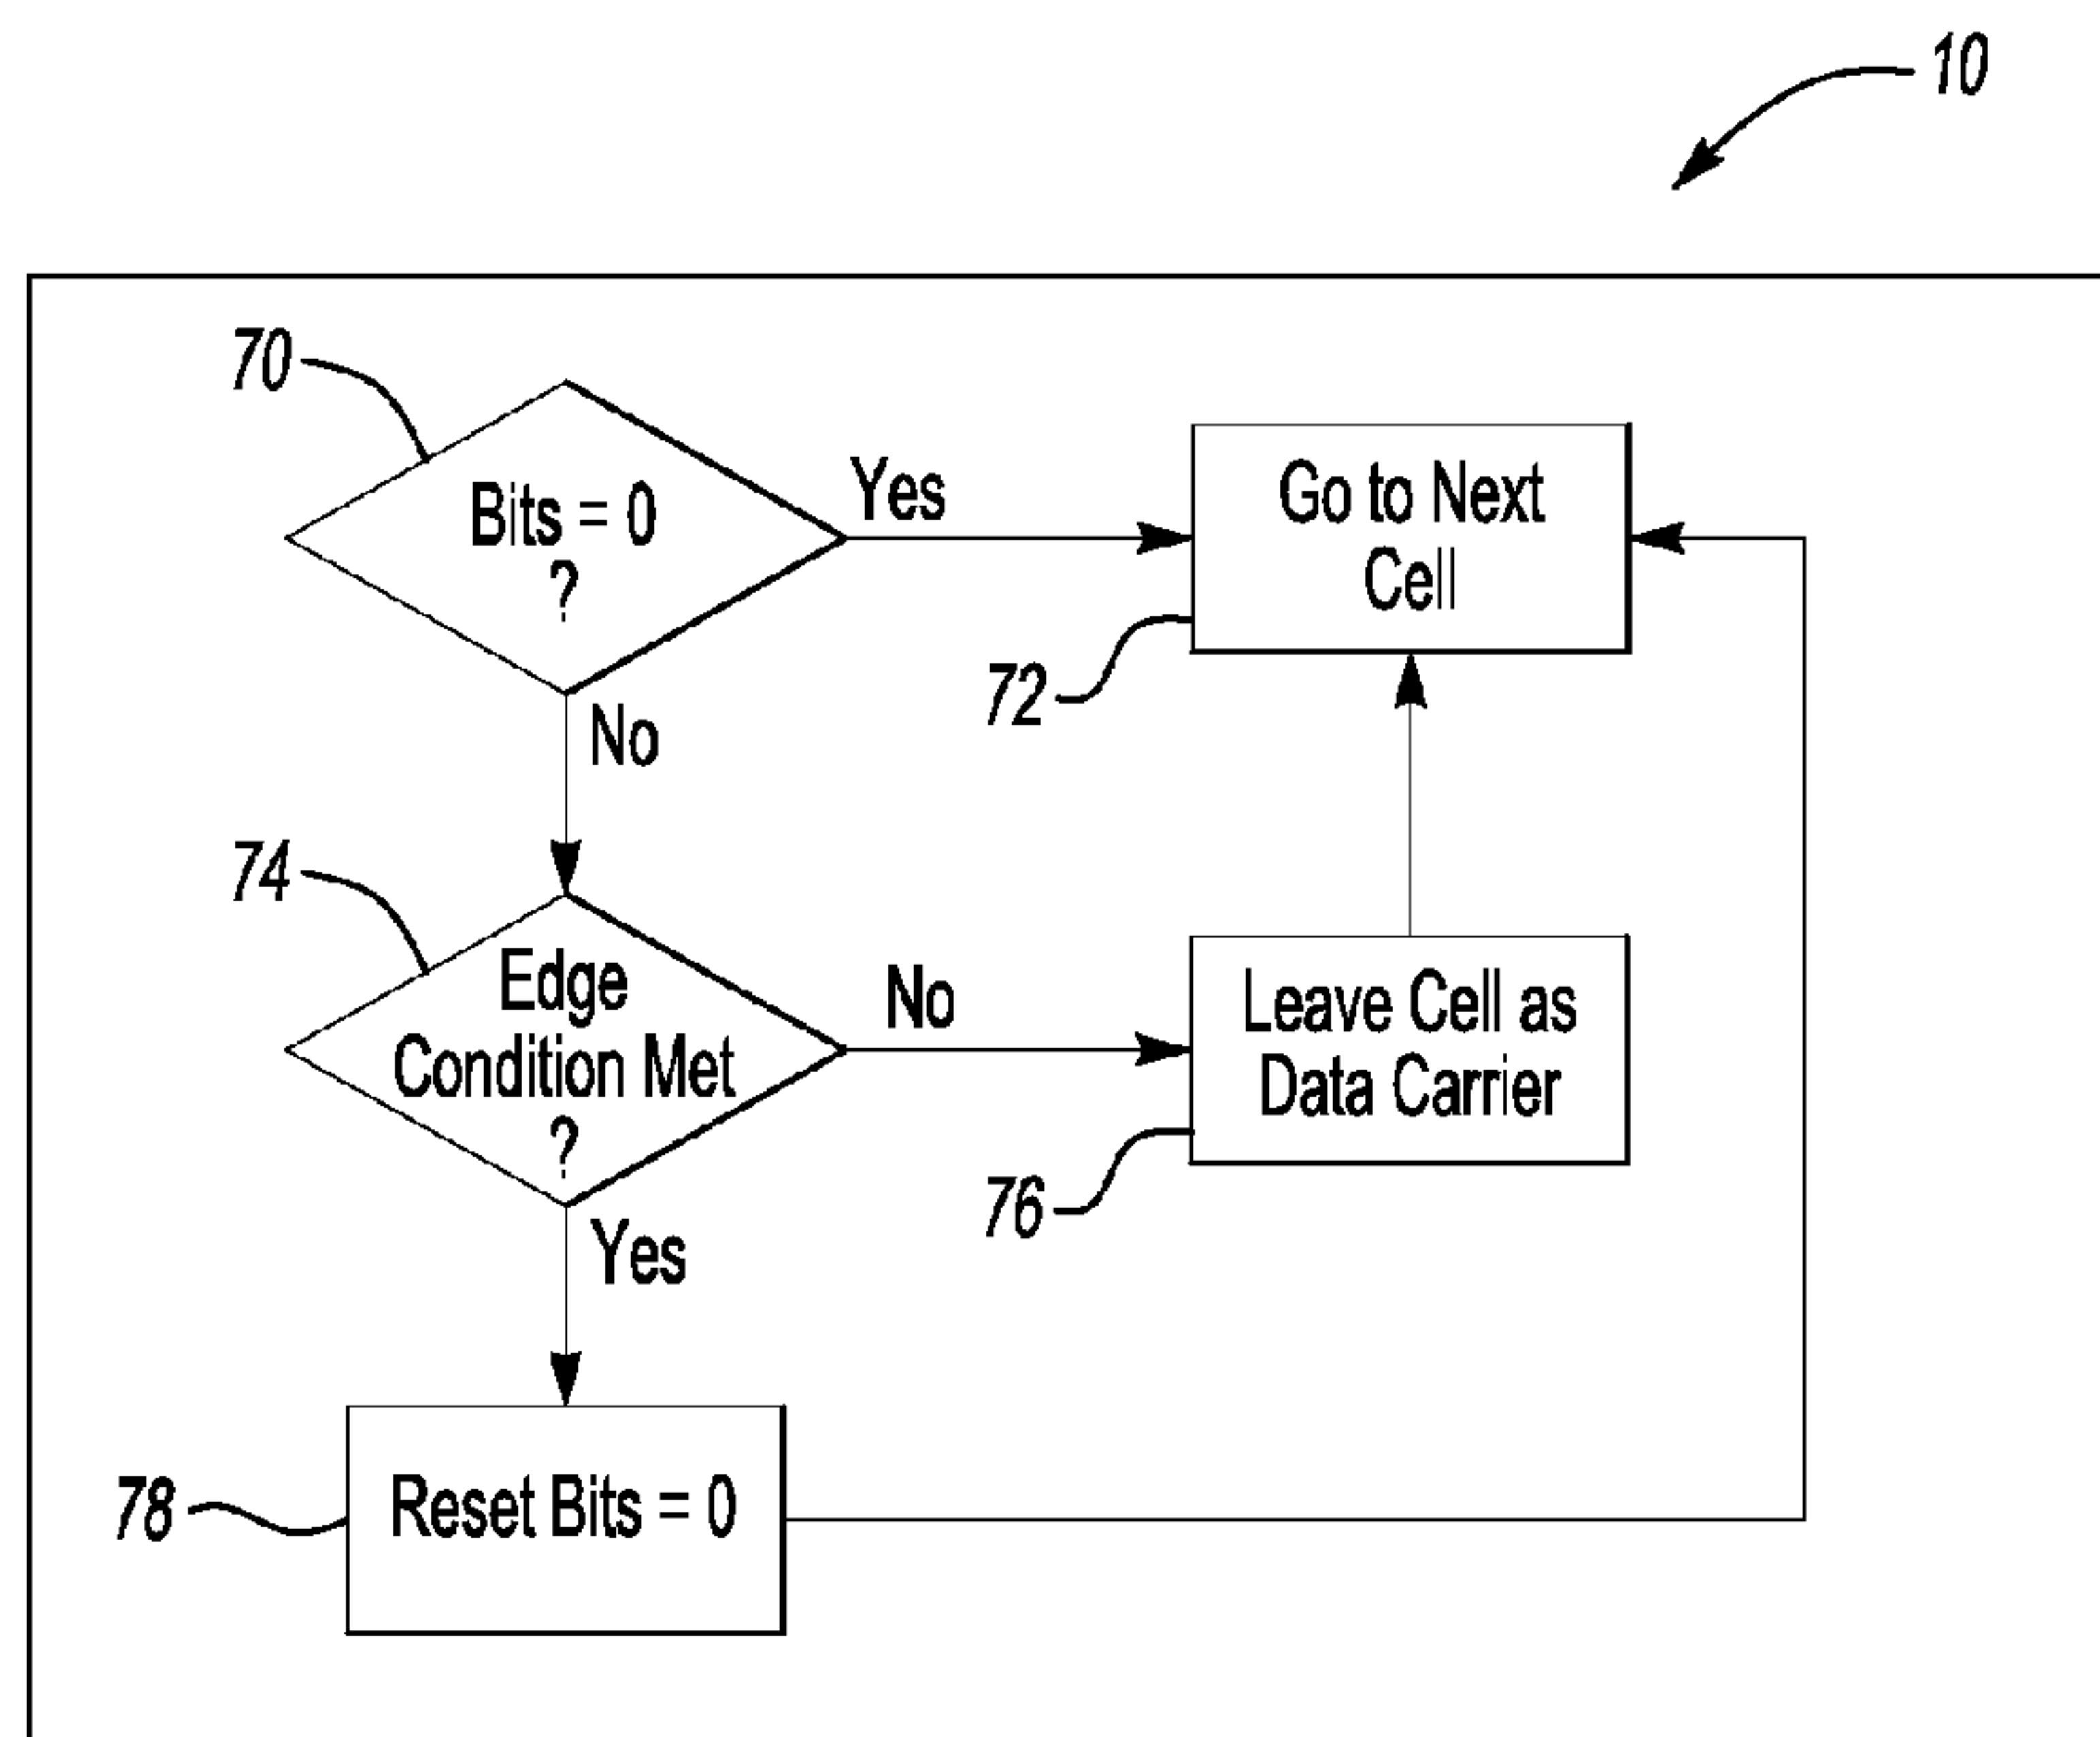 10
70
Bits = 0
?
Yes
Go to Next
Cell
72
No
74
Edge
Condition Met
?
No
Leave Cell as
Data Carrier
76
Yes
78
Reset Bits = 0